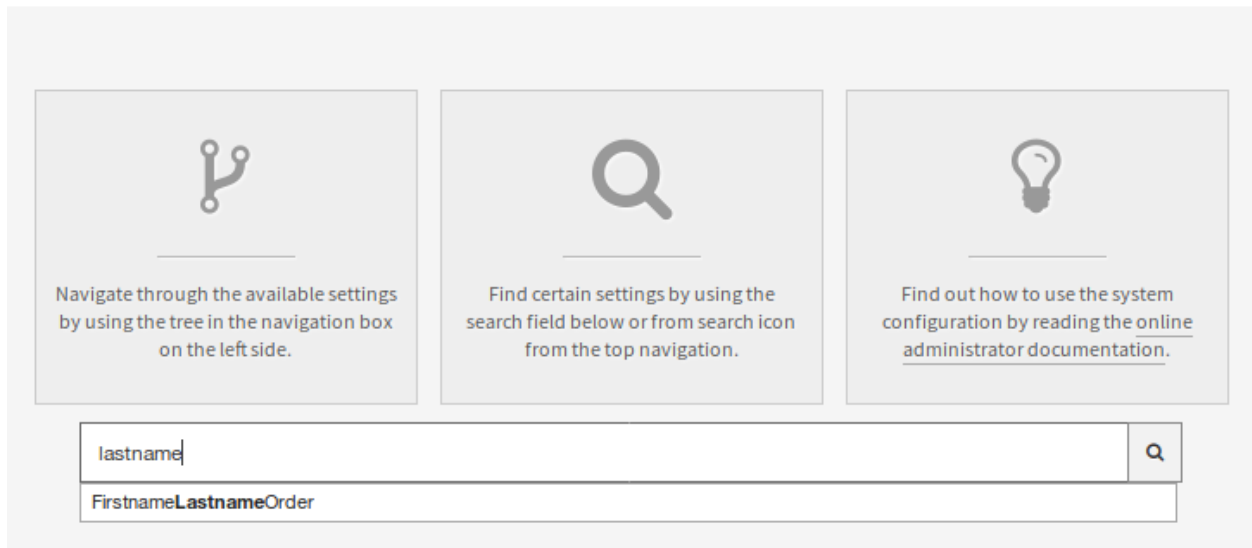 Navigate through the available settings
by using the tree in the navigation box
on the left side.
Find certain settings by using the
search field below or from search icon
from the top navigation.
Find out how to use the system
configuration by reading the online
administrator documentation.
lastname
FirstnameLastnameOrder